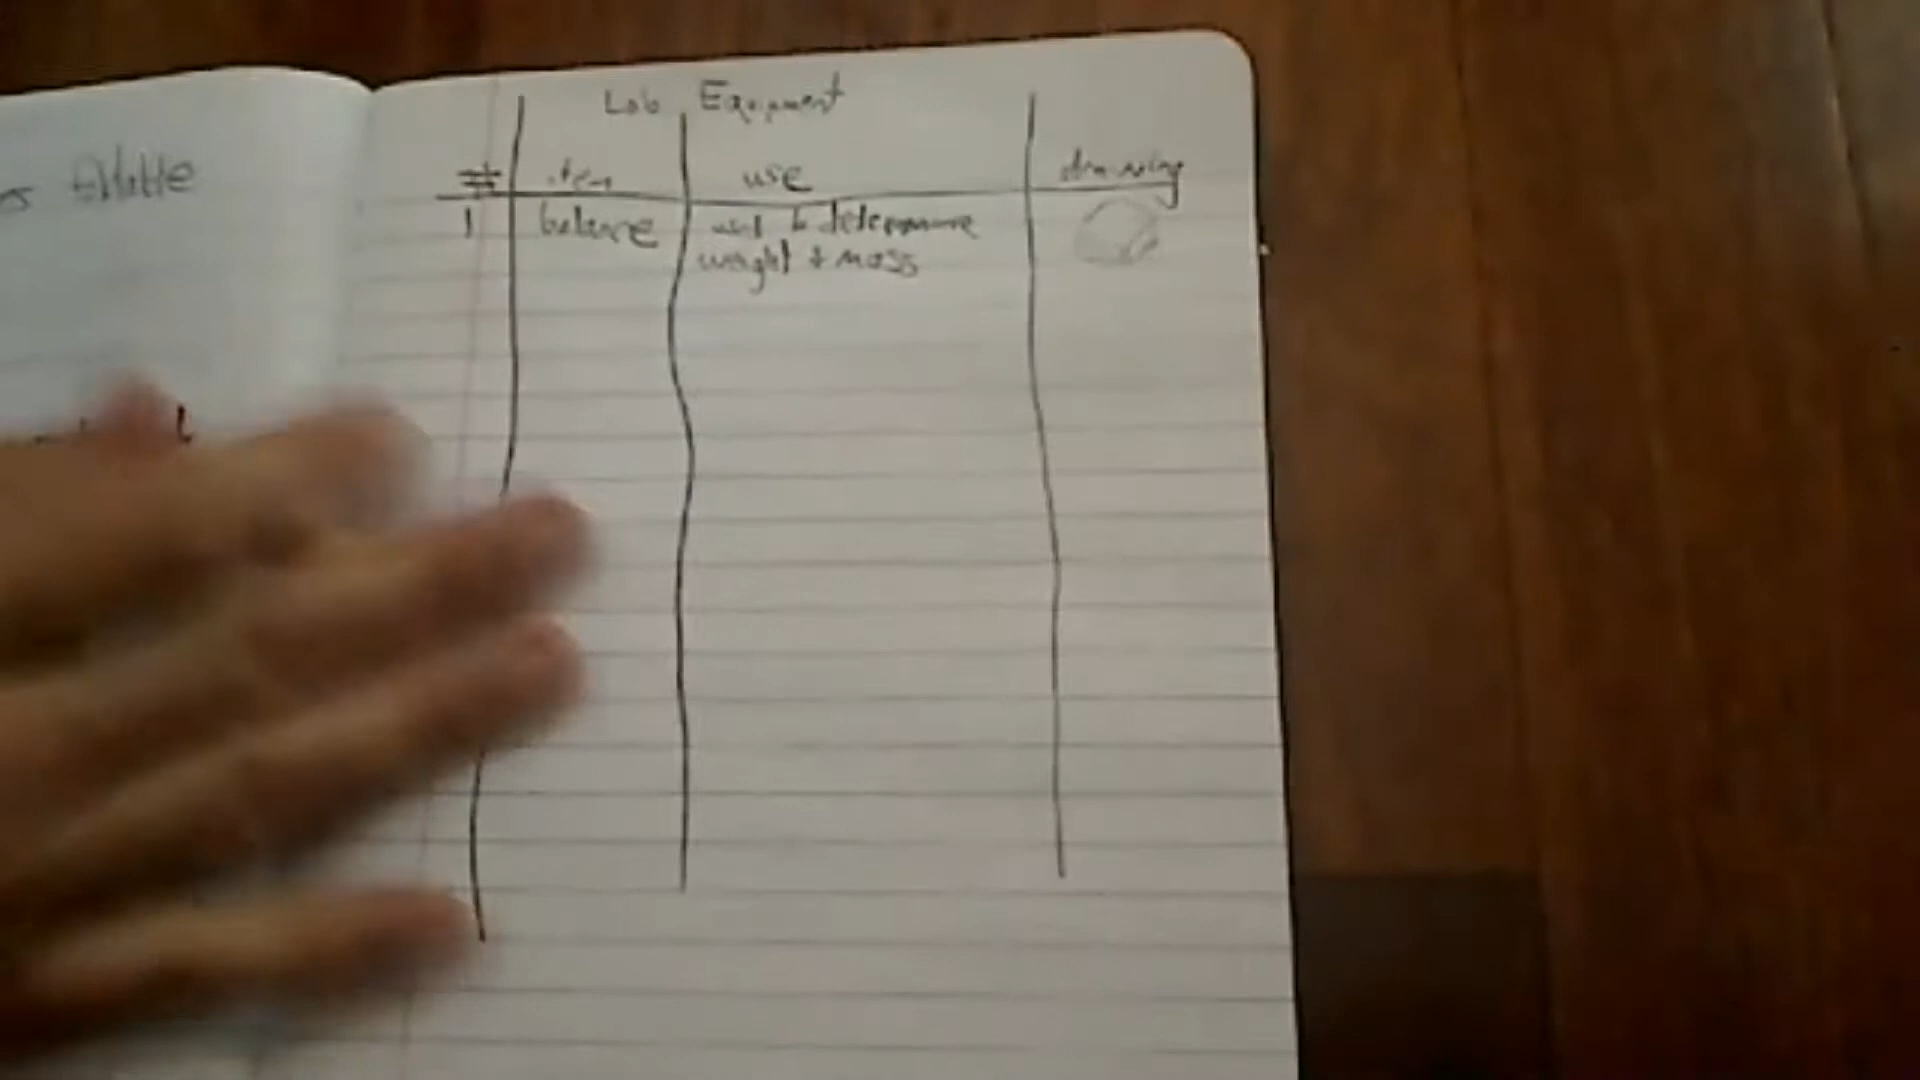 Lab Equipment
# item use drawing
1 balance used to determine
weight + mass